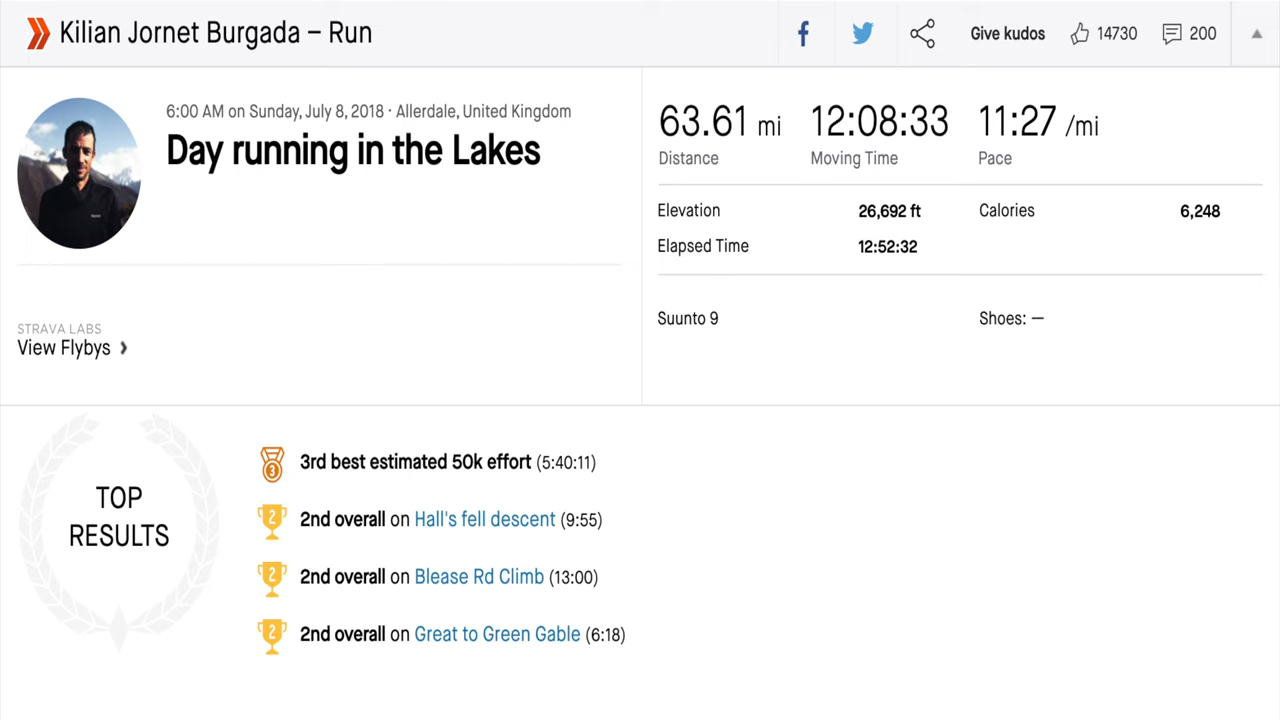 Kilian Jornet Burgada – Run
Give kudos 14730 200
6:00 AM on Sunday, July 8, 2018 · Allerdale, United Kingdom
Day running in the Lakes
63.61 mi 12:08:33 11:27 /mi
Distance Moving Time Pace
Elevation 26,692 ft Calories 6,248
Elapsed Time 12:52:32
Suunto 9 Shoes: —
STRAVA LABS
View Flybys
TOP
RESULTS
3
3rd best estimated 50k effort (5:40:11)
2
2nd overall on Hall's fell descent (9:55)
2
2nd overall on Blease Rd Climb (13:00)
2
2nd overall on Great to Green Gable (6:18)